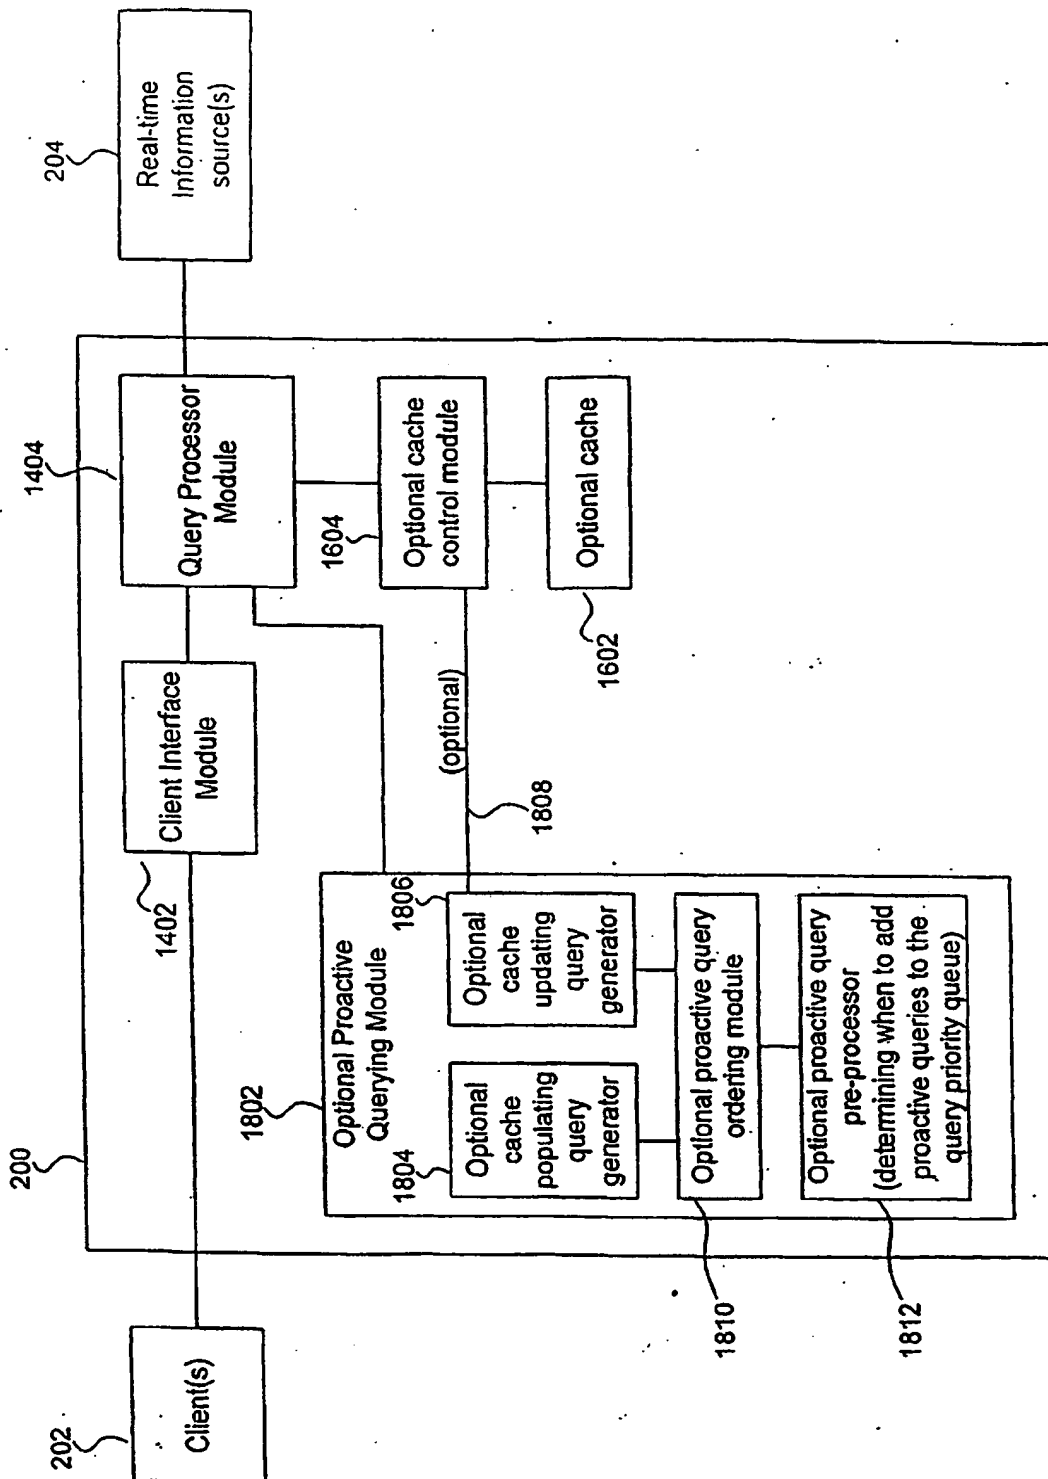 202
Client(s)
200
1402
Client Interface
Module
1404
Query Processor
Module
204
Real-time
Information
source(s)
1802
Optional Proactive
Querying Module
1804
Optional
cache
populating
query
generator
1806
Optional
cache
updating
query
generator
1808
(optional)
1604
Optional cache
control module
1602
Optional cache
1810
Optional proactive query
ordering module
1812
Optional proactive query
pre-processor
(determining when to add
proactive queries to the
query priority queue)